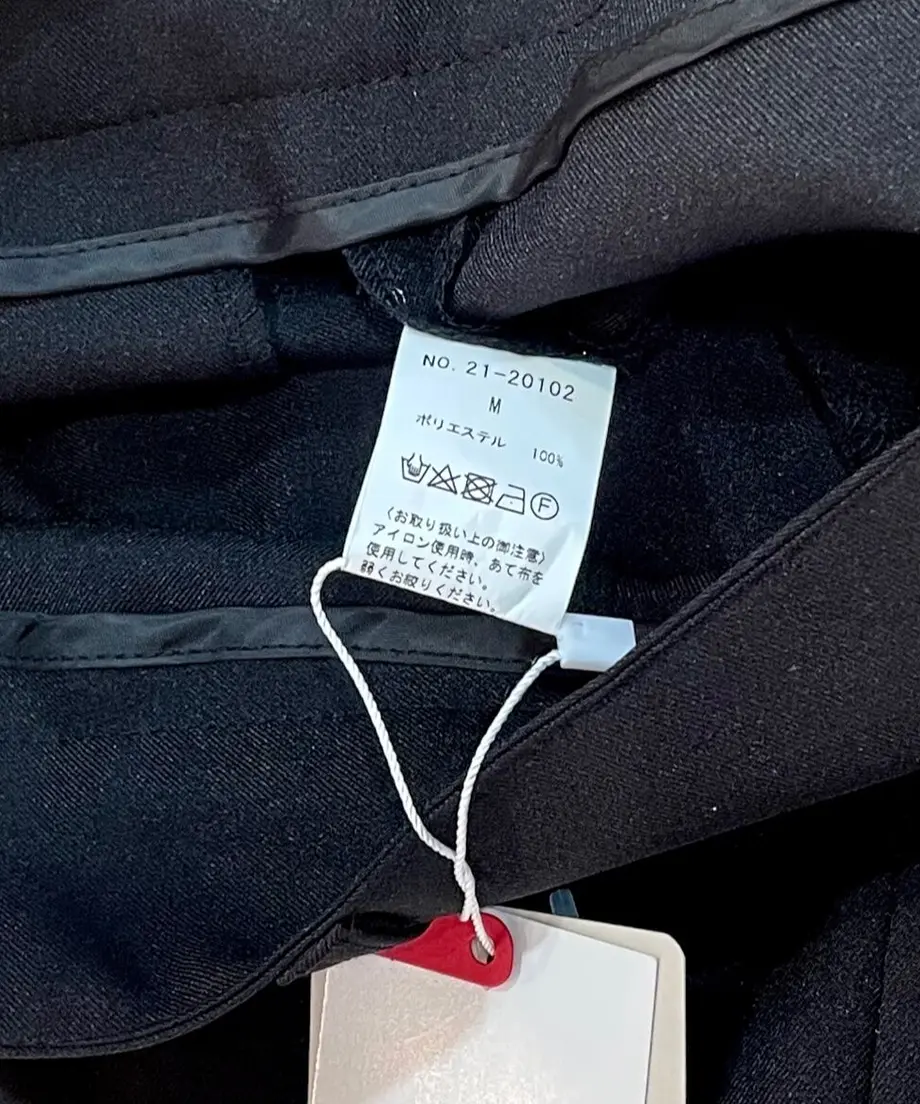 NO. 21-20102
M
ポリエステル 100%
F
(お取り扱い上の御注意)
アイロン使用時、あて布を
使用してください。
弱くお絞りください。